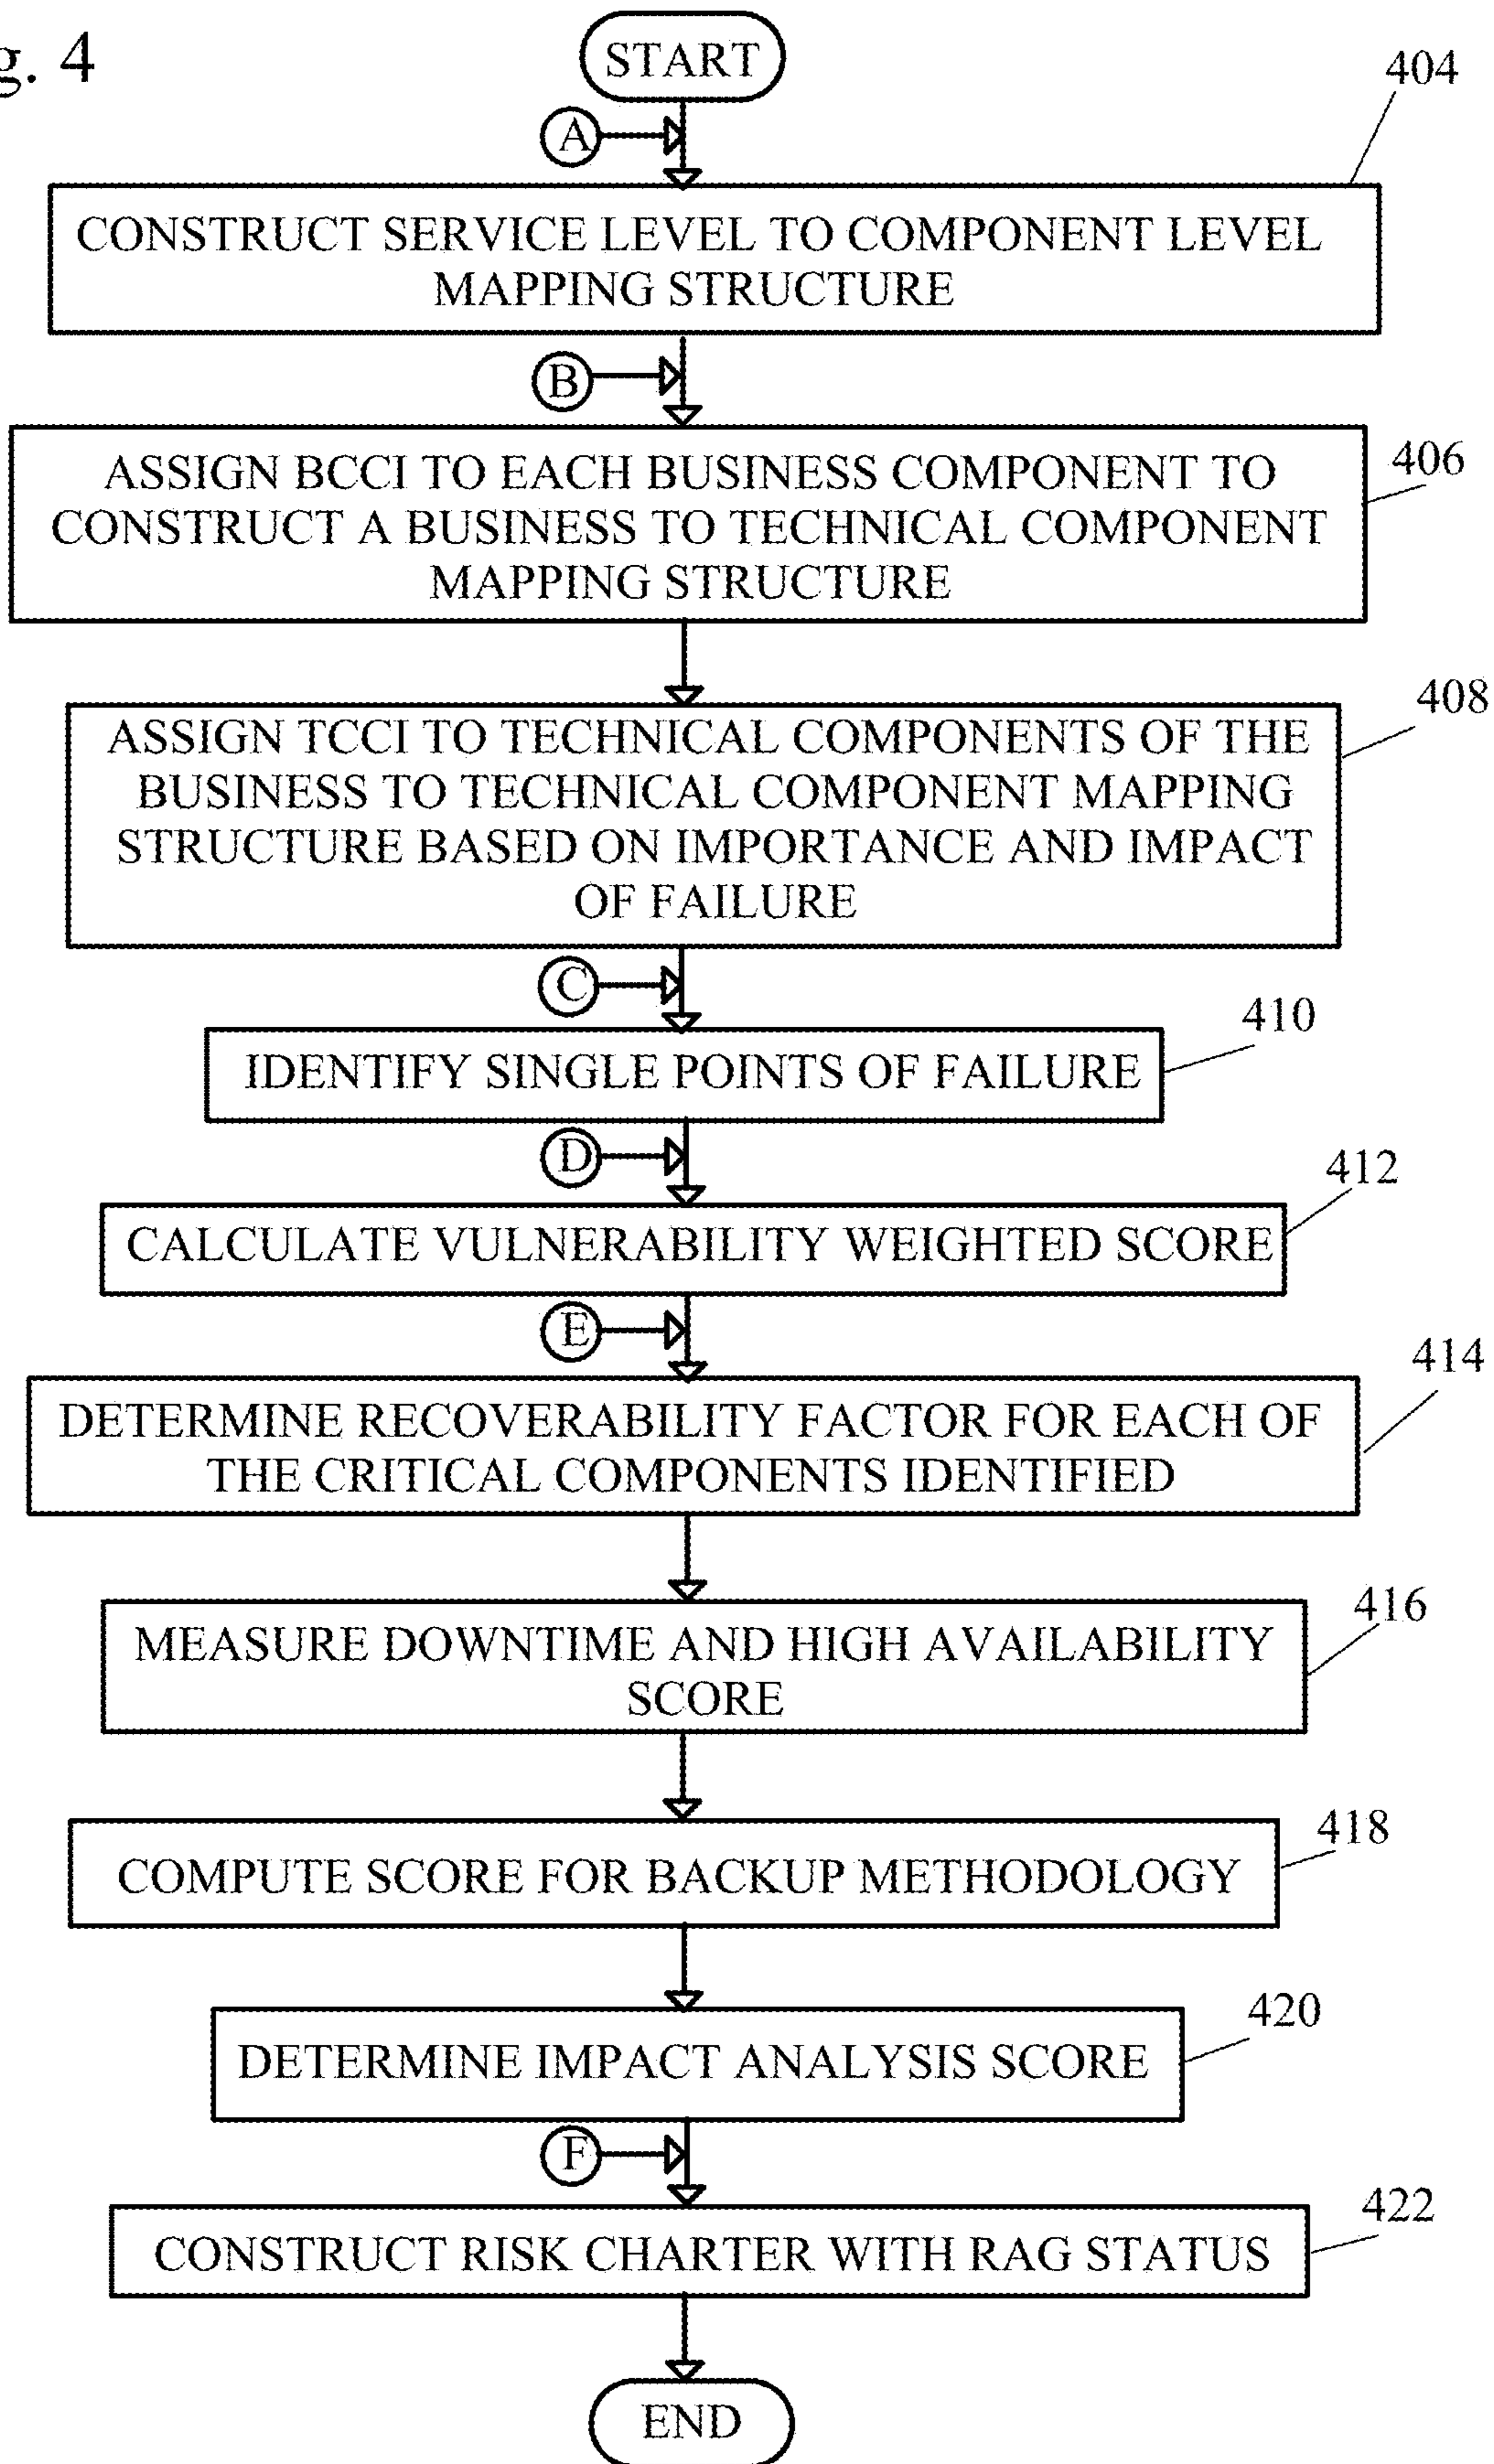 g. 4
START
404
A
CONSTRUCT SERVICE LEVEL TO COMPONENT LEVEL
MAPPING STRUCTURE
B
406
ASSIGN BCCI TO EACH BUSINESS COMPONENT TO
CONSTRUCT A BUSINESS TO TECHNICAL COMPONENT
MAPPING STRUCTURE
408
ASSIGN TCCI TO TECHNICAL COMPONENTS OF THE
BUSINESS TO TECHNICAL COMPONENT MAPPING
STRUCTURE BASED ON IMPORTANCE AND IMPACT
OF FAILURE
C
410
IDENTIFY SINGLE POINTS OF FAILURE
D
412
CALCULATE VULNERABILITY WEIGHTED SCORE
E
414
DETERMINE RECOVERABILITY FACTOR FOR EACH OF
THE CRITICAL COMPONENTS IDENTIFIED
416
MEASURE DOWNTIME AND HIGH AVAILABILITY
SCORE
418
COMPUTE SCORE FOR BACKUP METHODOLOGY
420
DETERMINE IMPACT ANALYSIS SCORE
F
422
CONSTRUCT RISK CHARTER WITH RAG STATUS
END